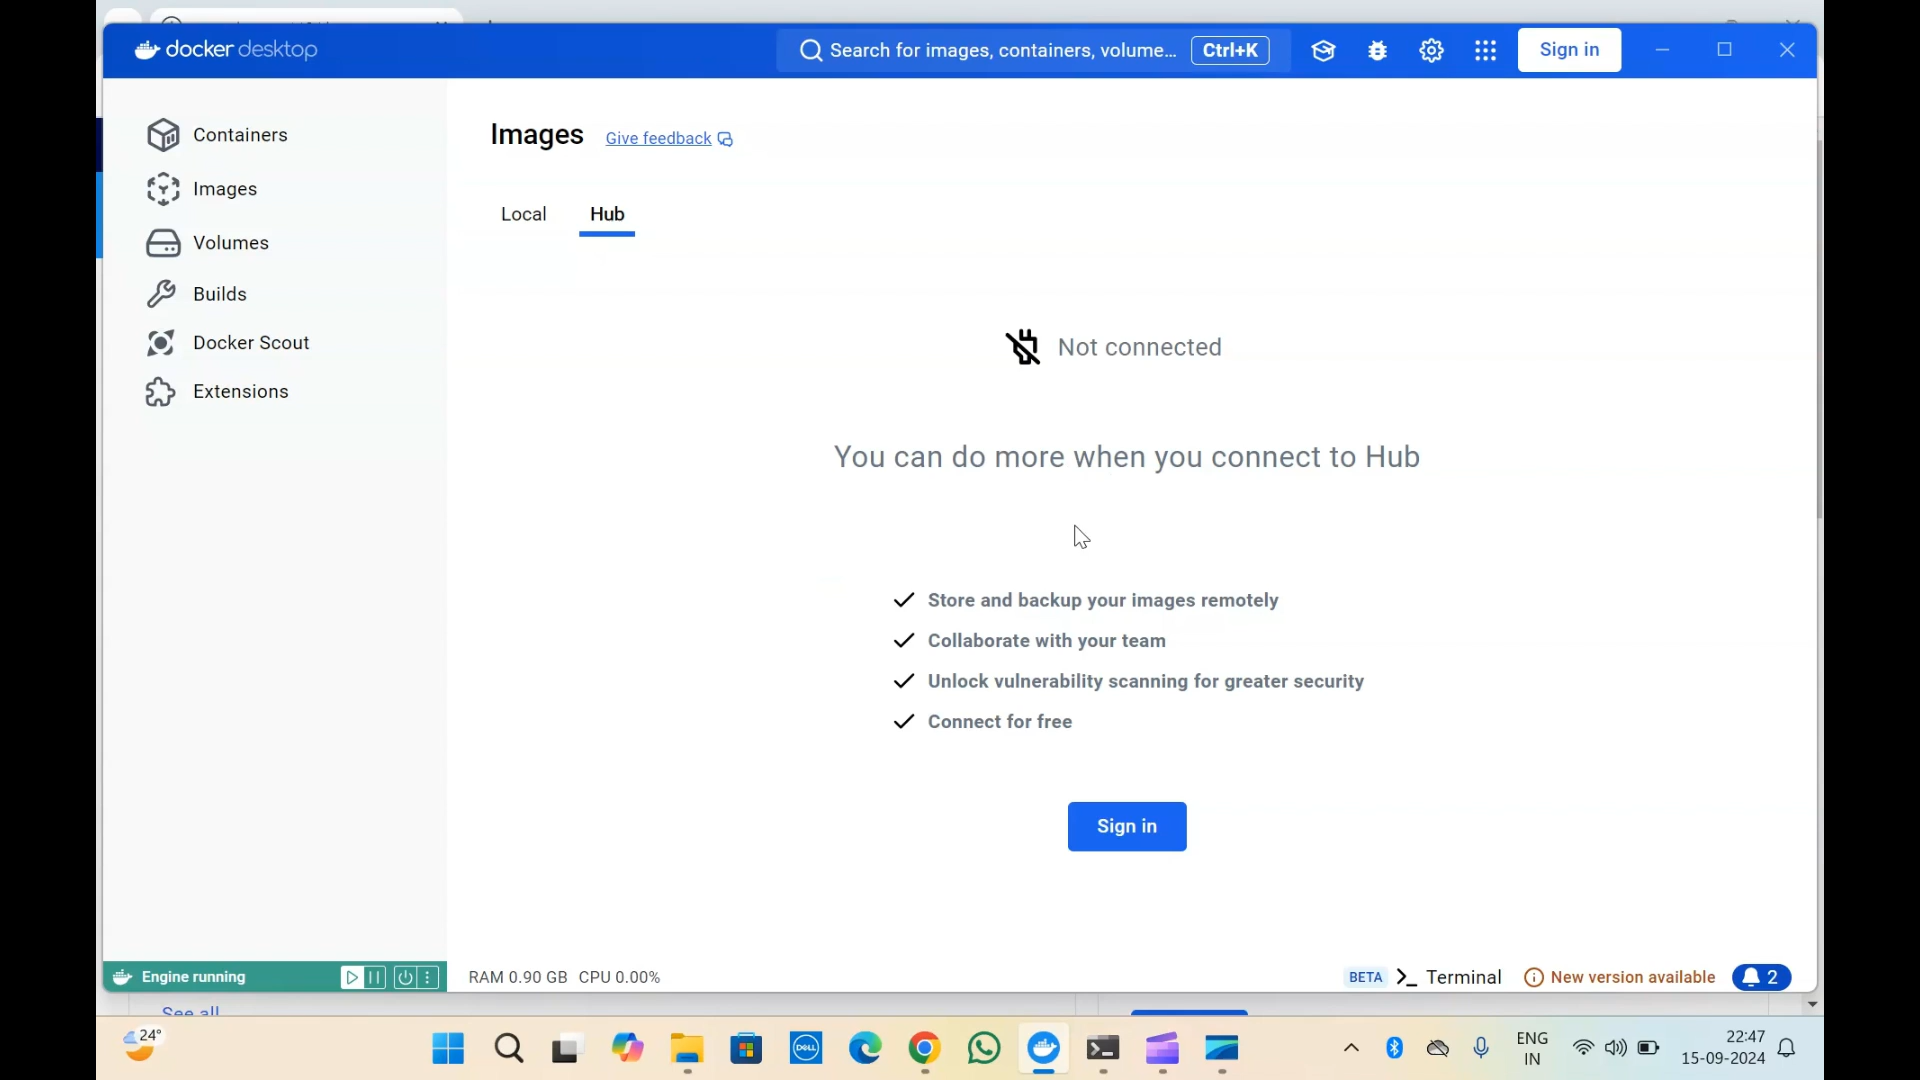 docker desktop
Search for images, containers, volume... Ctrl+K
Sign in
Containers
Images
Volumes
Builds
Docker Scout
Extensions
Images Give feedback
Local Hub
Not connected
You can do more when you connect to Hub
Store and backup your images remotely
Collaborate with your team
Unlock vulnerability scanning for greater security
Connect for free
Sign in
Engine running
RAM 0.90 GB CPU 0.00%
BETA Terminal New version available 2
See all
24°
DELL
ENG
IN
22:47
15-09-2024